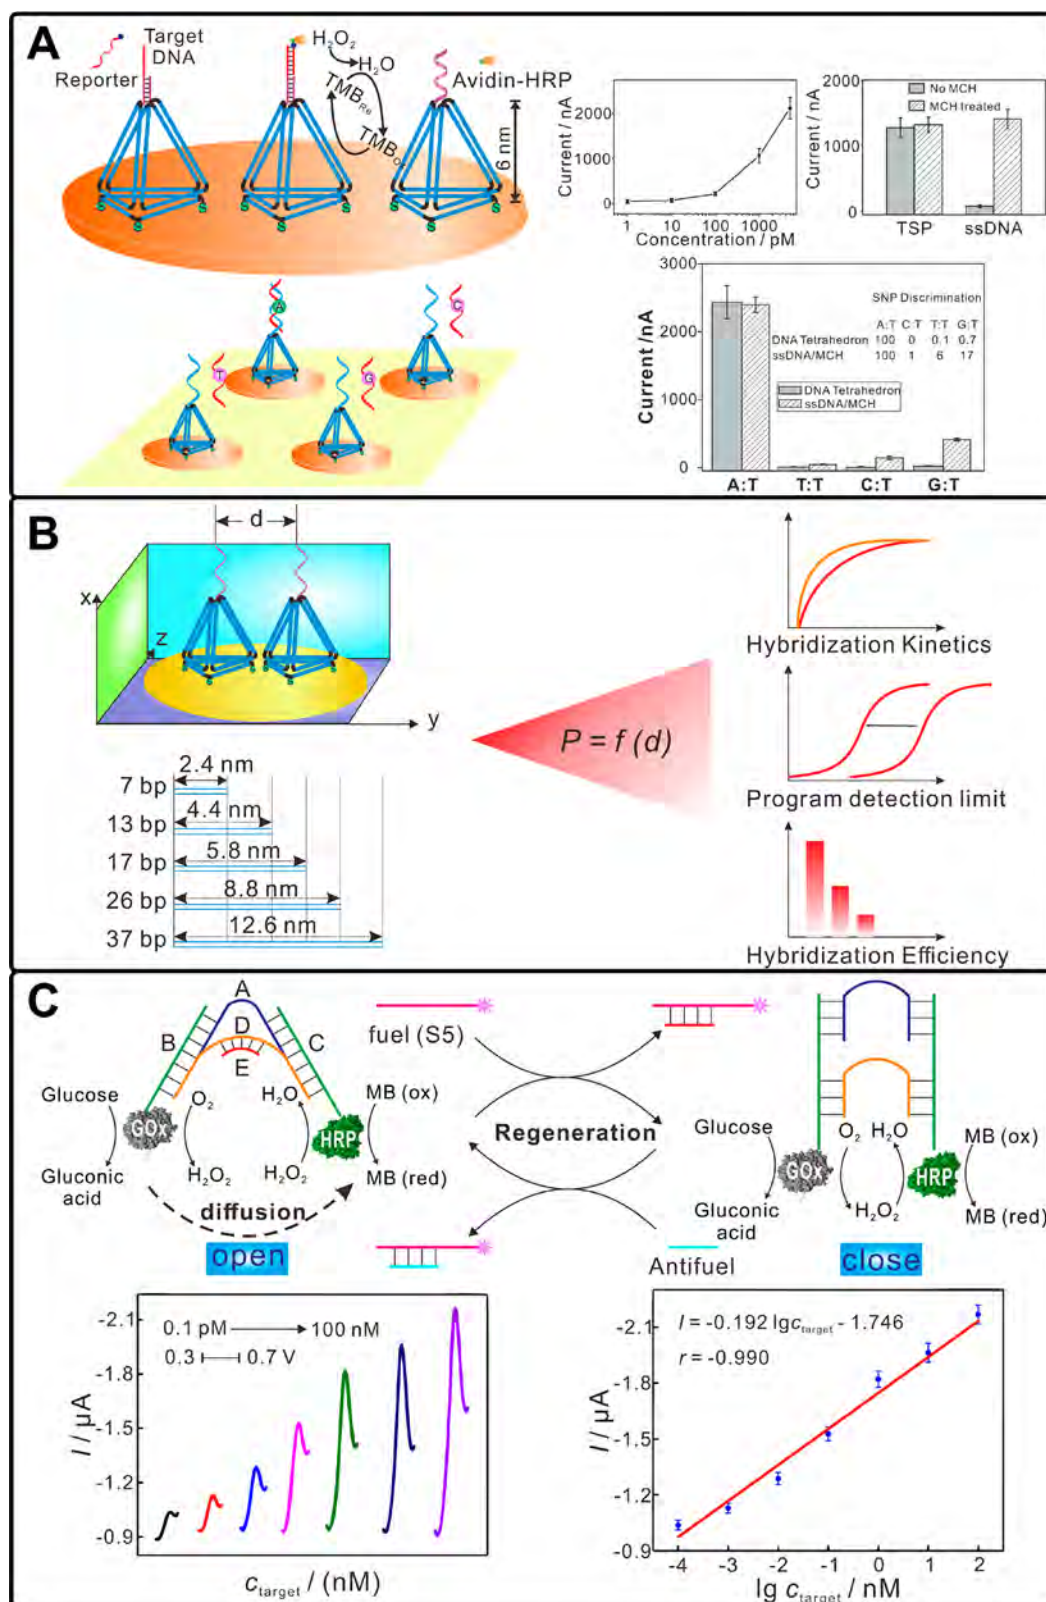 A
Target
DNA
Reporter
H2O2
H2O
TMBRe
TMBO
Avidin-HRP
6 nm
S S S S S S S S S
Current / nA
2000
1000
0
1 10 100 1000
Concentration / pM
Current / nA
2000
1000
0
No MCH
MCH treated
TSP ssDNA
A
C
T
G
Current /nA
3000
2000
1000
0
SNP Discrimination
A:T C:T T:T G:T
DNA Tetrahedron 100 0 0.1 0.7
ssDNA/MCH 100 1 6 17
DNA Tetrahedron
ssDNA/MCH
A:T T:T C:T G:T
B
d
x
z
y
S S S S
2.4 nm
7 bp
4.4 nm
13 bp
5.8 nm
17 bp
8.8 nm
26 bp
12.6 nm
37 bp
P = f (d)
Hybridization Kinetics
Program detection limit
Hybridization Efficiency
C
A
B
D
C
E
Glucose
O2
H2O
MB (ox)
GOx
HRP
Gluconic
acid
H2O2
H2O2
MB (red)
diffusion
open
fuel (S5)
Regeneration
Antifuel
Glucose
O2
H2O
MB (ox)
GOx
HRP
Gluconic
acid
H2O2
MB (red)
close
I / µA
-2.1
-1.8
-1.5
-1.2
-0.9
0.1 pM 100 nM
0.3 0.7 V
ctarget / (nM)
I / µA
-2.1
-1.8
-1.5
-1.2
-0.9
I = -0.192 lgctarget - 1.746
r = -0.990
-4 -3 -2 -1 0 1 2
lg ctarget / nM